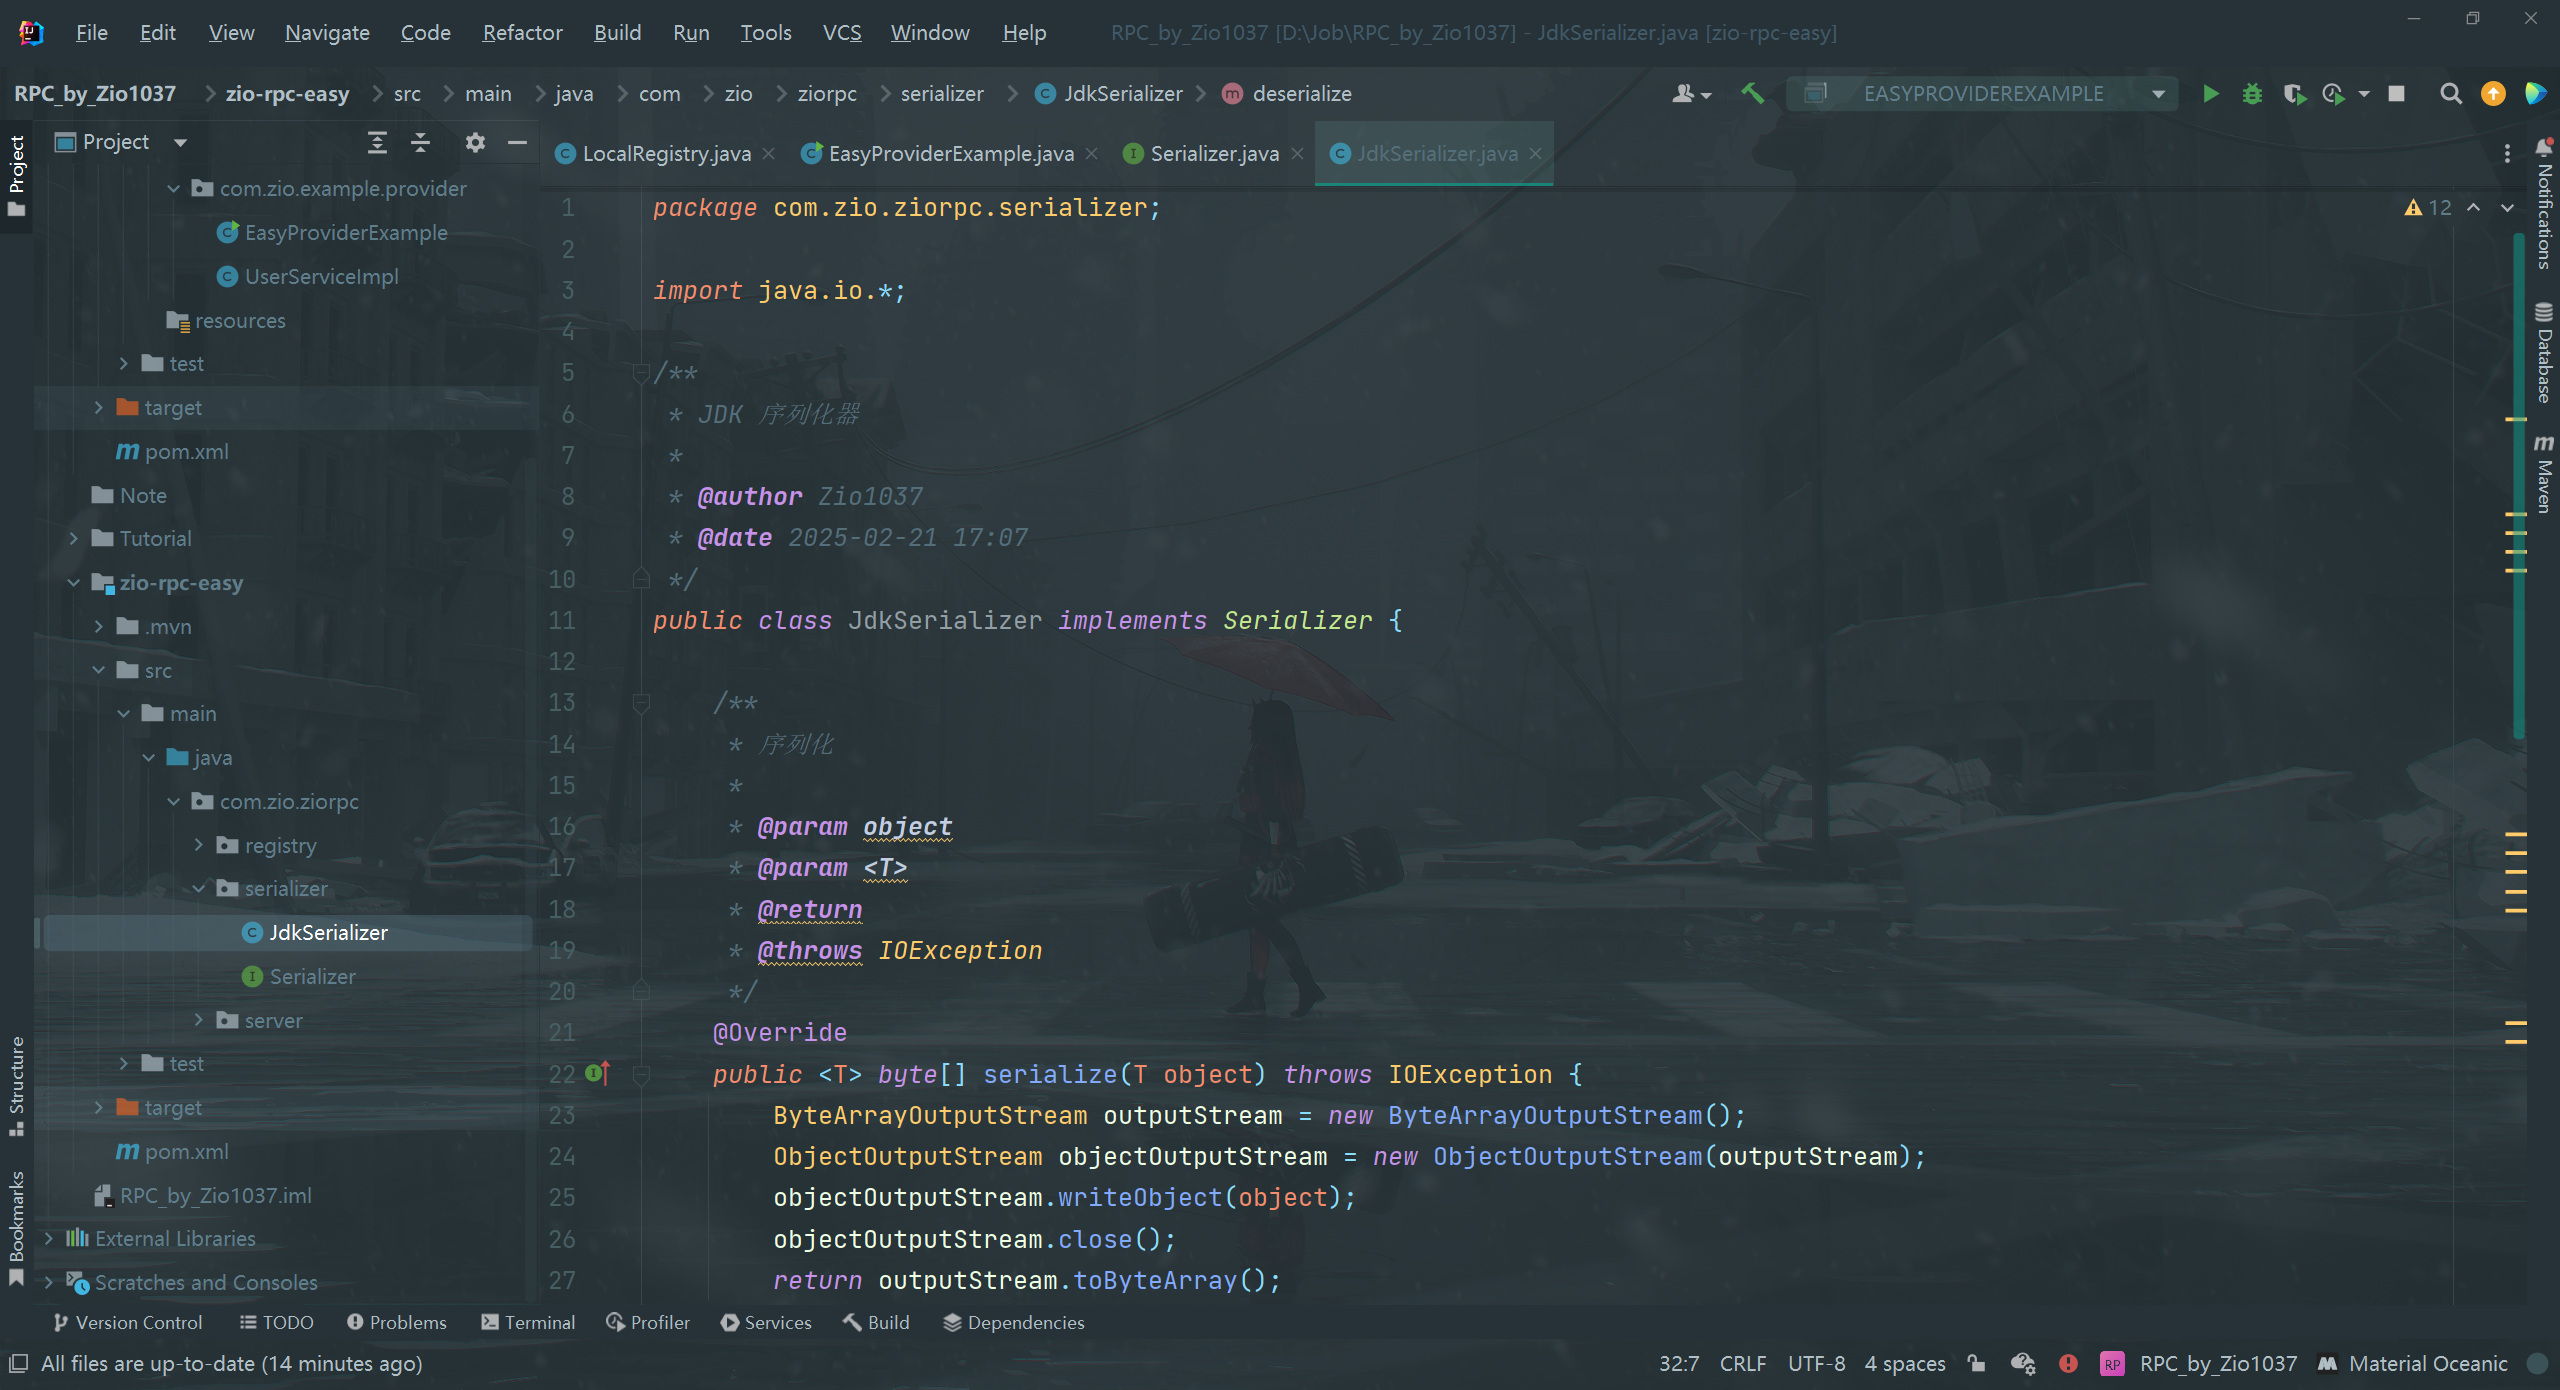 File Edit View Navigate Code Refactor Build Run Tools VCS Window Help RPC_by_Zio1037 [D:\Job\RPC_by_Zio1037] - JdkSerializer.java [zio-rpc-easy]
RPC_by_Zio1037 zio-rpc-easy src main java com zio ziorpc serializer JdkSerializer deserialize EASYPROVIDEREXAMPLE
Project
Project
LocalRegistry.java EasyProviderExample.java Serializer.java JdkSerializer.java
com.zio.example.provider
EasyProviderExample
UserServiceImpl
resources
test
target
pom.xml
Note
Tutorial
zio-rpc-easy
.mvn
src
main
java
com.zio.ziorpc
registry
serializer
JdkSerializer
Serializer
server
test
target
pom.xml
RPC_by_Zio1037.iml
External Libraries
Scratches and Consoles
Structure
Bookmarks
1 package com.zio.ziorpc.serializer;
2
3 import java.io.*;
4
5 /**
6 * JDK 序列化器
7 *
8 * @author Zio1037
9 * @date 2025-02-21 17:07
10 */
11 public class JdkSerializer implements Serializer {
12
13 /**
14 * 序列化
15 *
16 * @param object
17 * @param <T>
18 * @return
19 * @throws IOException
20 */
21 @Override
22 public <T> byte[] serialize(T object) throws IOException {
23 ByteArrayOutputStream outputStream = new ByteArrayOutputStream();
24 ObjectOutputStream objectOutputStream = new ObjectOutputStream(outputStream);
25 objectOutputStream.writeObject(object);
26 objectOutputStream.close();
27 return outputStream.toByteArray();
12
Notifications
Database
Maven
Version Control TODO Problems Terminal Profiler Services Build Dependencies
All files are up-to-date (14 minutes ago) 32:7 CRLF UTF-8 4 spaces RP RPC_by_Zio1037 Material Oceanic